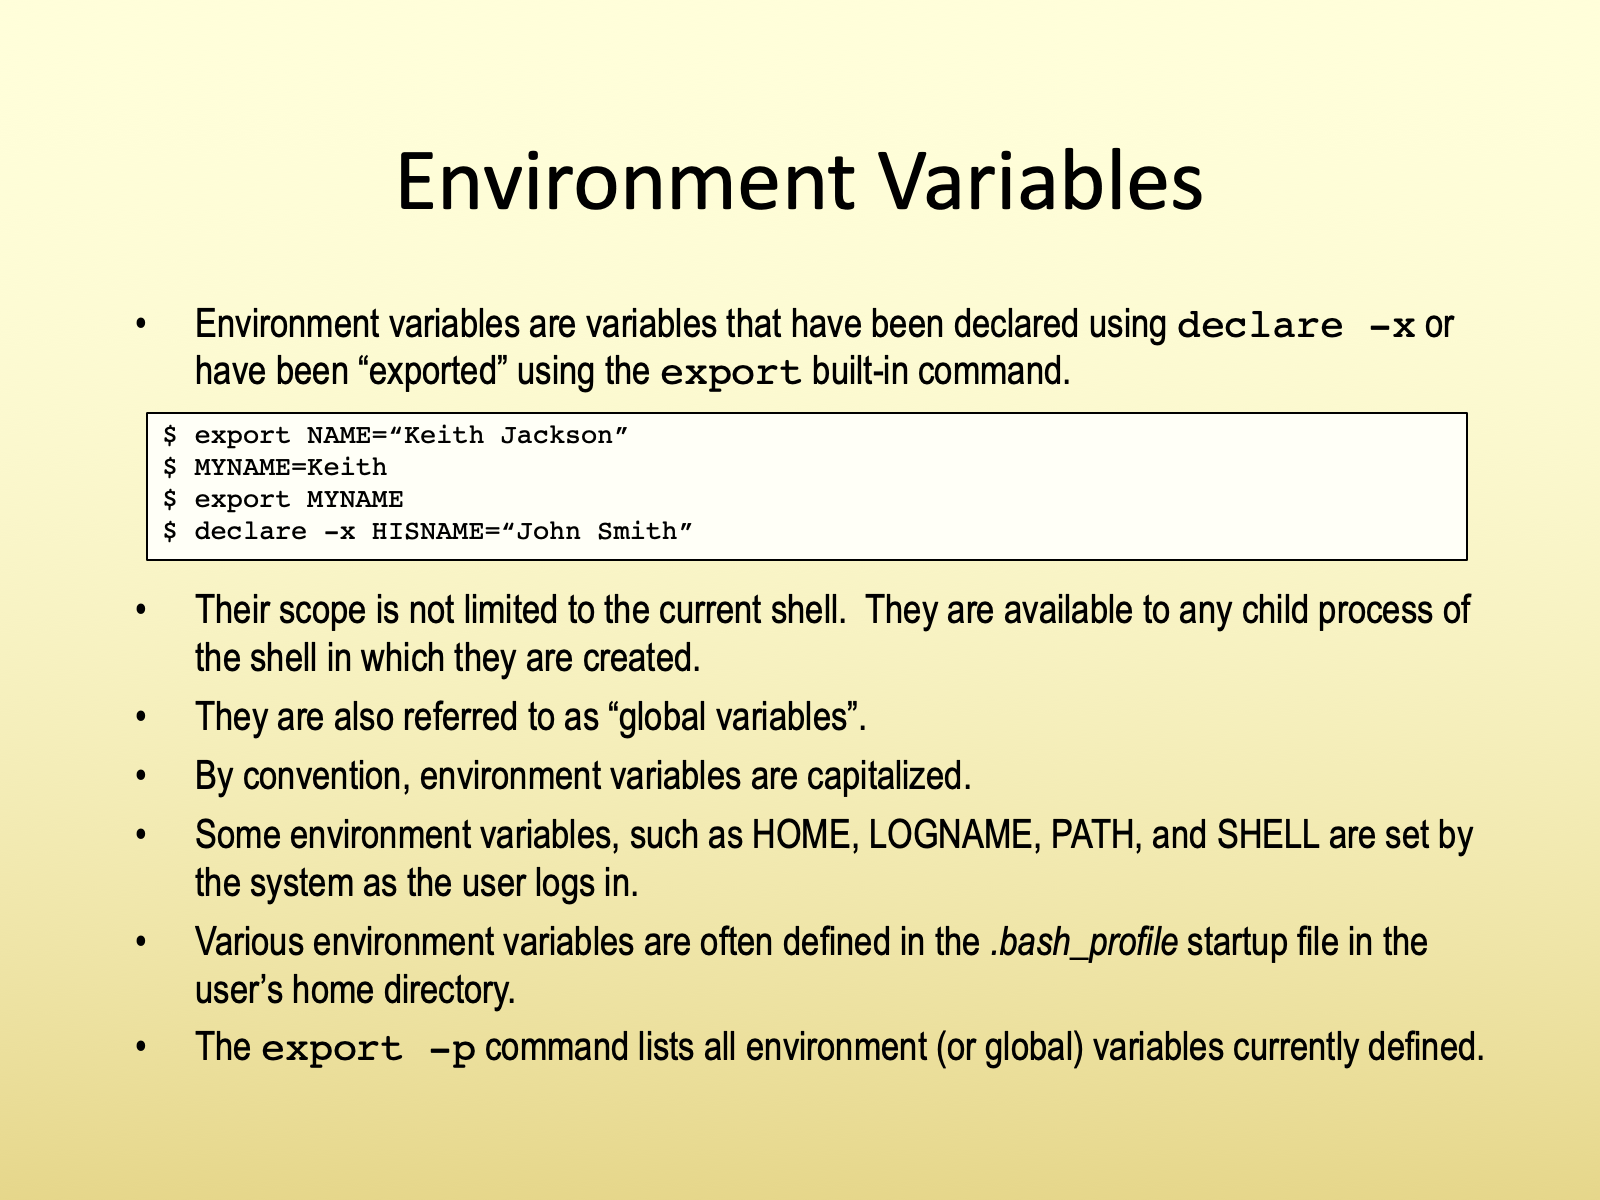 Environment Variables
• Environment variables are variables that have been declared using declare –x or
have been “exported” using the export built-in command.
$ export NAME=“Keith Jackson”
$ MYNAME=Keith
$ export MYNAME
$ declare –x HISNAME=“John Smith”
• Their scope is not limited to the current shell.  They are available to any child process of
the shell in which they are created.
• They are also referred to as “global variables”.
• By convention, environment variables are capitalized.
• Some environment variables, such as HOME, LOGNAME, PATH, and SHELL are set by
the system as the user logs in.
• Various environment variables are often defined in the .bash_profile startup file in the
user’s home directory.
• The export –p command lists all environment (or global) variables currently defined.